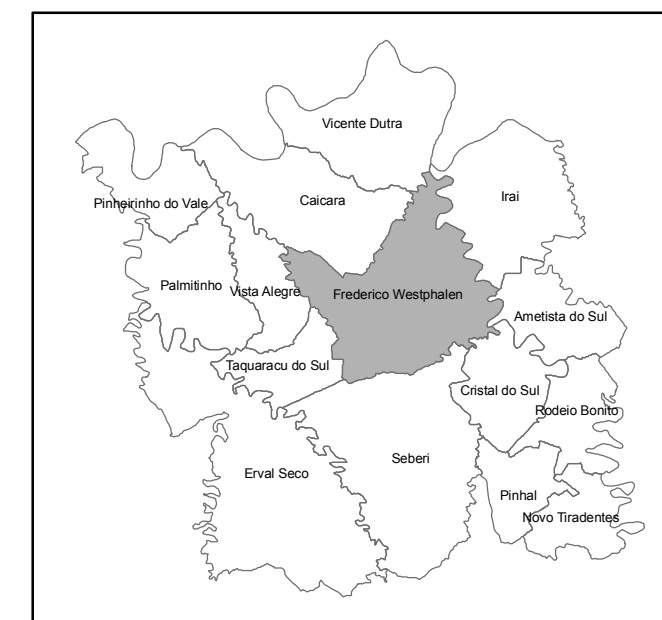 Vicente Dutra
Irai
Caicara
Pinheirinho do Vale
Palmitinho
Vista Alegre
Frederico Westphalen
Ametista do Sul
Taquaracu do Sul
Cristal do Sul
Rodeio Bonito
Seberi
Erval Seco
Pinhal
Novo Tiradentes